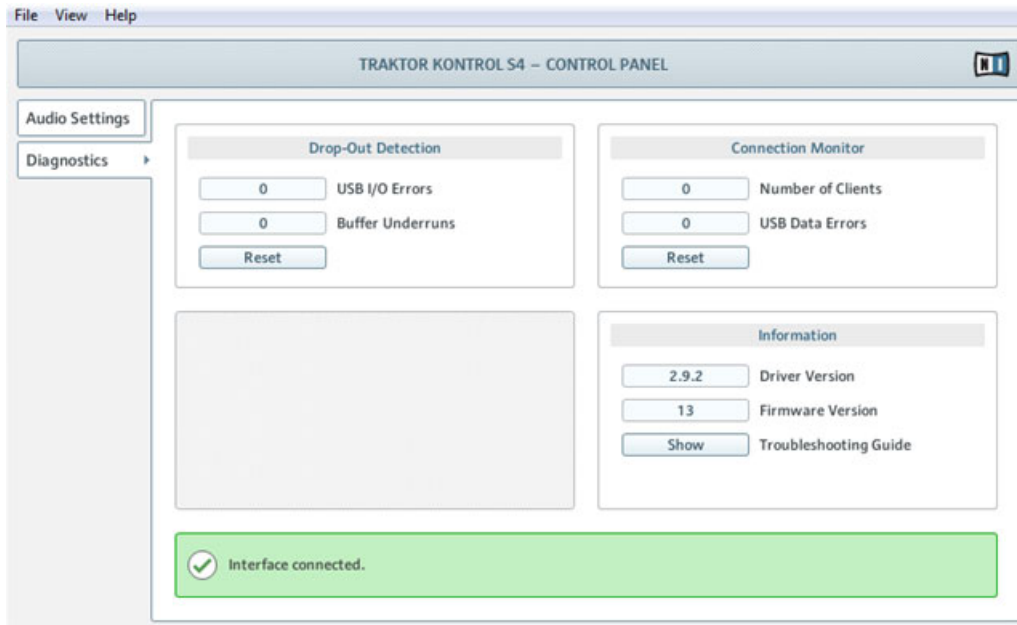 File View Help
TRAKTOR KONTROL S4 – CONTROL PANEL
NI
Audio Settings
Diagnostics
Drop-Out Detection
0 USB I/O Errors
0 Buffer Underruns
Reset
Connection Monitor
0 Number of Clients
0 USB Data Errors
Reset
Information
2.9.2 Driver Version
13 Firmware Version
Show Troubleshooting Guide
Interface connected.